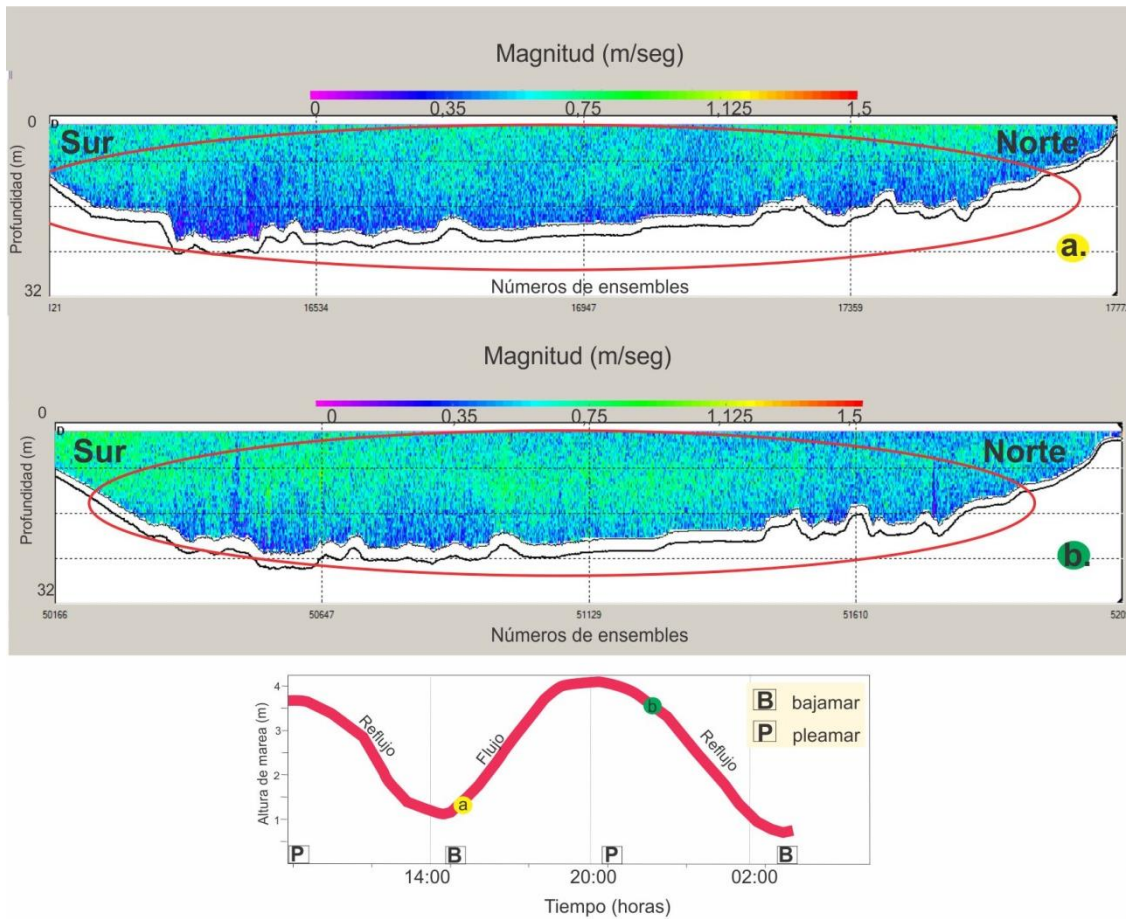 Magnitud (m/seg)
0 0,35 0,75 1,125 1,5
0
D
Sur Norte
Profundidad (m)
a.
32
Números de ensembles
121 16534 16947 17359 1777
Magnitud (m/seg)
0 0,35 0,75 1,125 1,5
0
D
Sur Norte
Profundidad (m)
b.
32
50166 50647 51129 51610 520
Números de ensembles
Altura de marea (m)
4
3
2
1
Reflujo
Flujo
Reflujo
a
b
B bajamar
P pleamar
P B P B
14:00 20:00 02:00
Tiempo (horas)